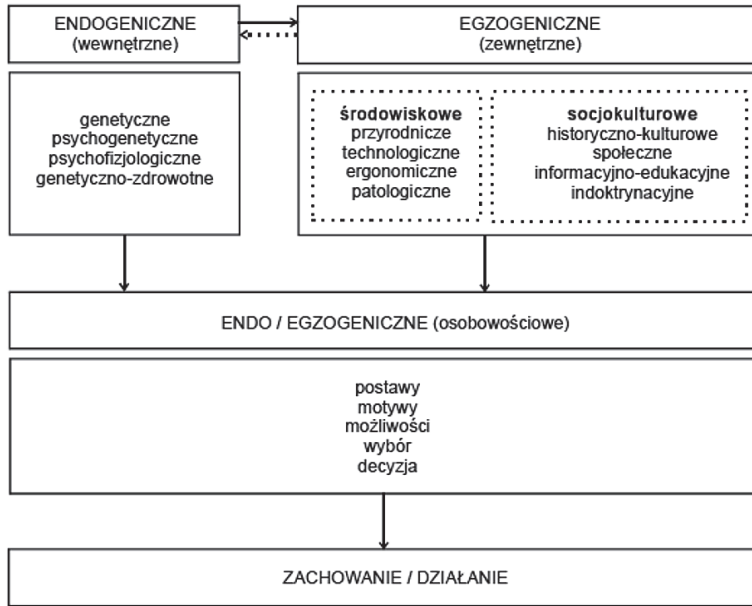 ENDOGENICZNE
(wewnętrzne)
EGZOGENICZNE
(zewnętrzne)
genetyczne
psychogenetyczne
psychofizjologiczne
genetyczno-zdrowotne
środowiskowe
przyrodnicze
technologiczne
ergonomiczne
patologiczne
socjokulturowe
historyczno-kulturowe
społeczne
informacyjno-edukacyjne
indoktrynacyjne
ENDO / EGZOGENICZNE (osobowościowe)
postawy
motywy
możliwości
wybór
decyzja
ZACHOWANIE / DZIAŁANIE